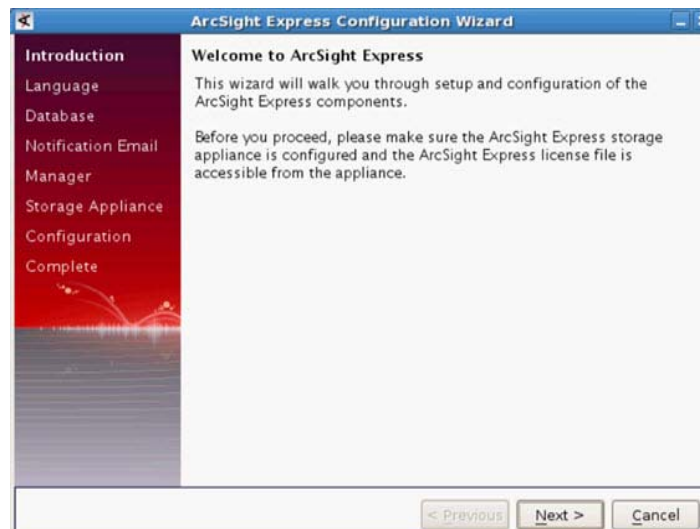 ArcSight Express Configuration Wizard
Introduction
Language
Database
Notification Email
Manager
Storage Appliance
Configuration
Complete
Welcome to ArcSight Express
This wizard will walk you through setup and configuration of the
ArcSight Express components.
Before you proceed, please make sure the ArcSight Express storage
appliance is configured and the ArcSight Express license file is
accessible from the appliance.
< Previous
Next >
Cancel